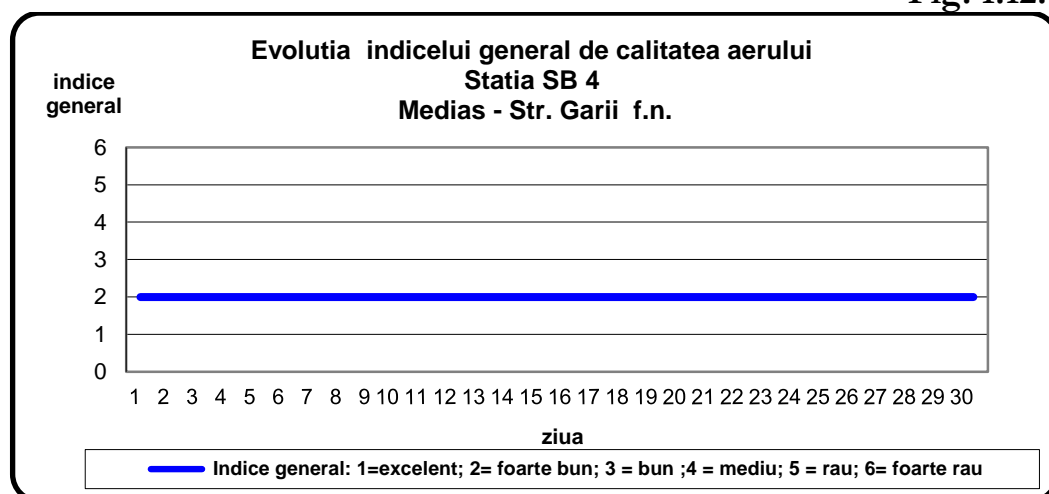 Fig. 1.12.
Evolutia indicelui general de calitatea aerului
Statia SB 4
Medias - Str. Garii f.n.
indice
general
6
5
4
3
2
1
0
1 2 3 4 5 6 7 8 9 10 11 12 13 14 15 16 17 18 19 20 21 22 23 24 25 26 27 28 29 30
ziua
Indice general: 1=excelent; 2= foarte bun; 3 = bun ;4 = mediu; 5 = rau; 6= foarte rau